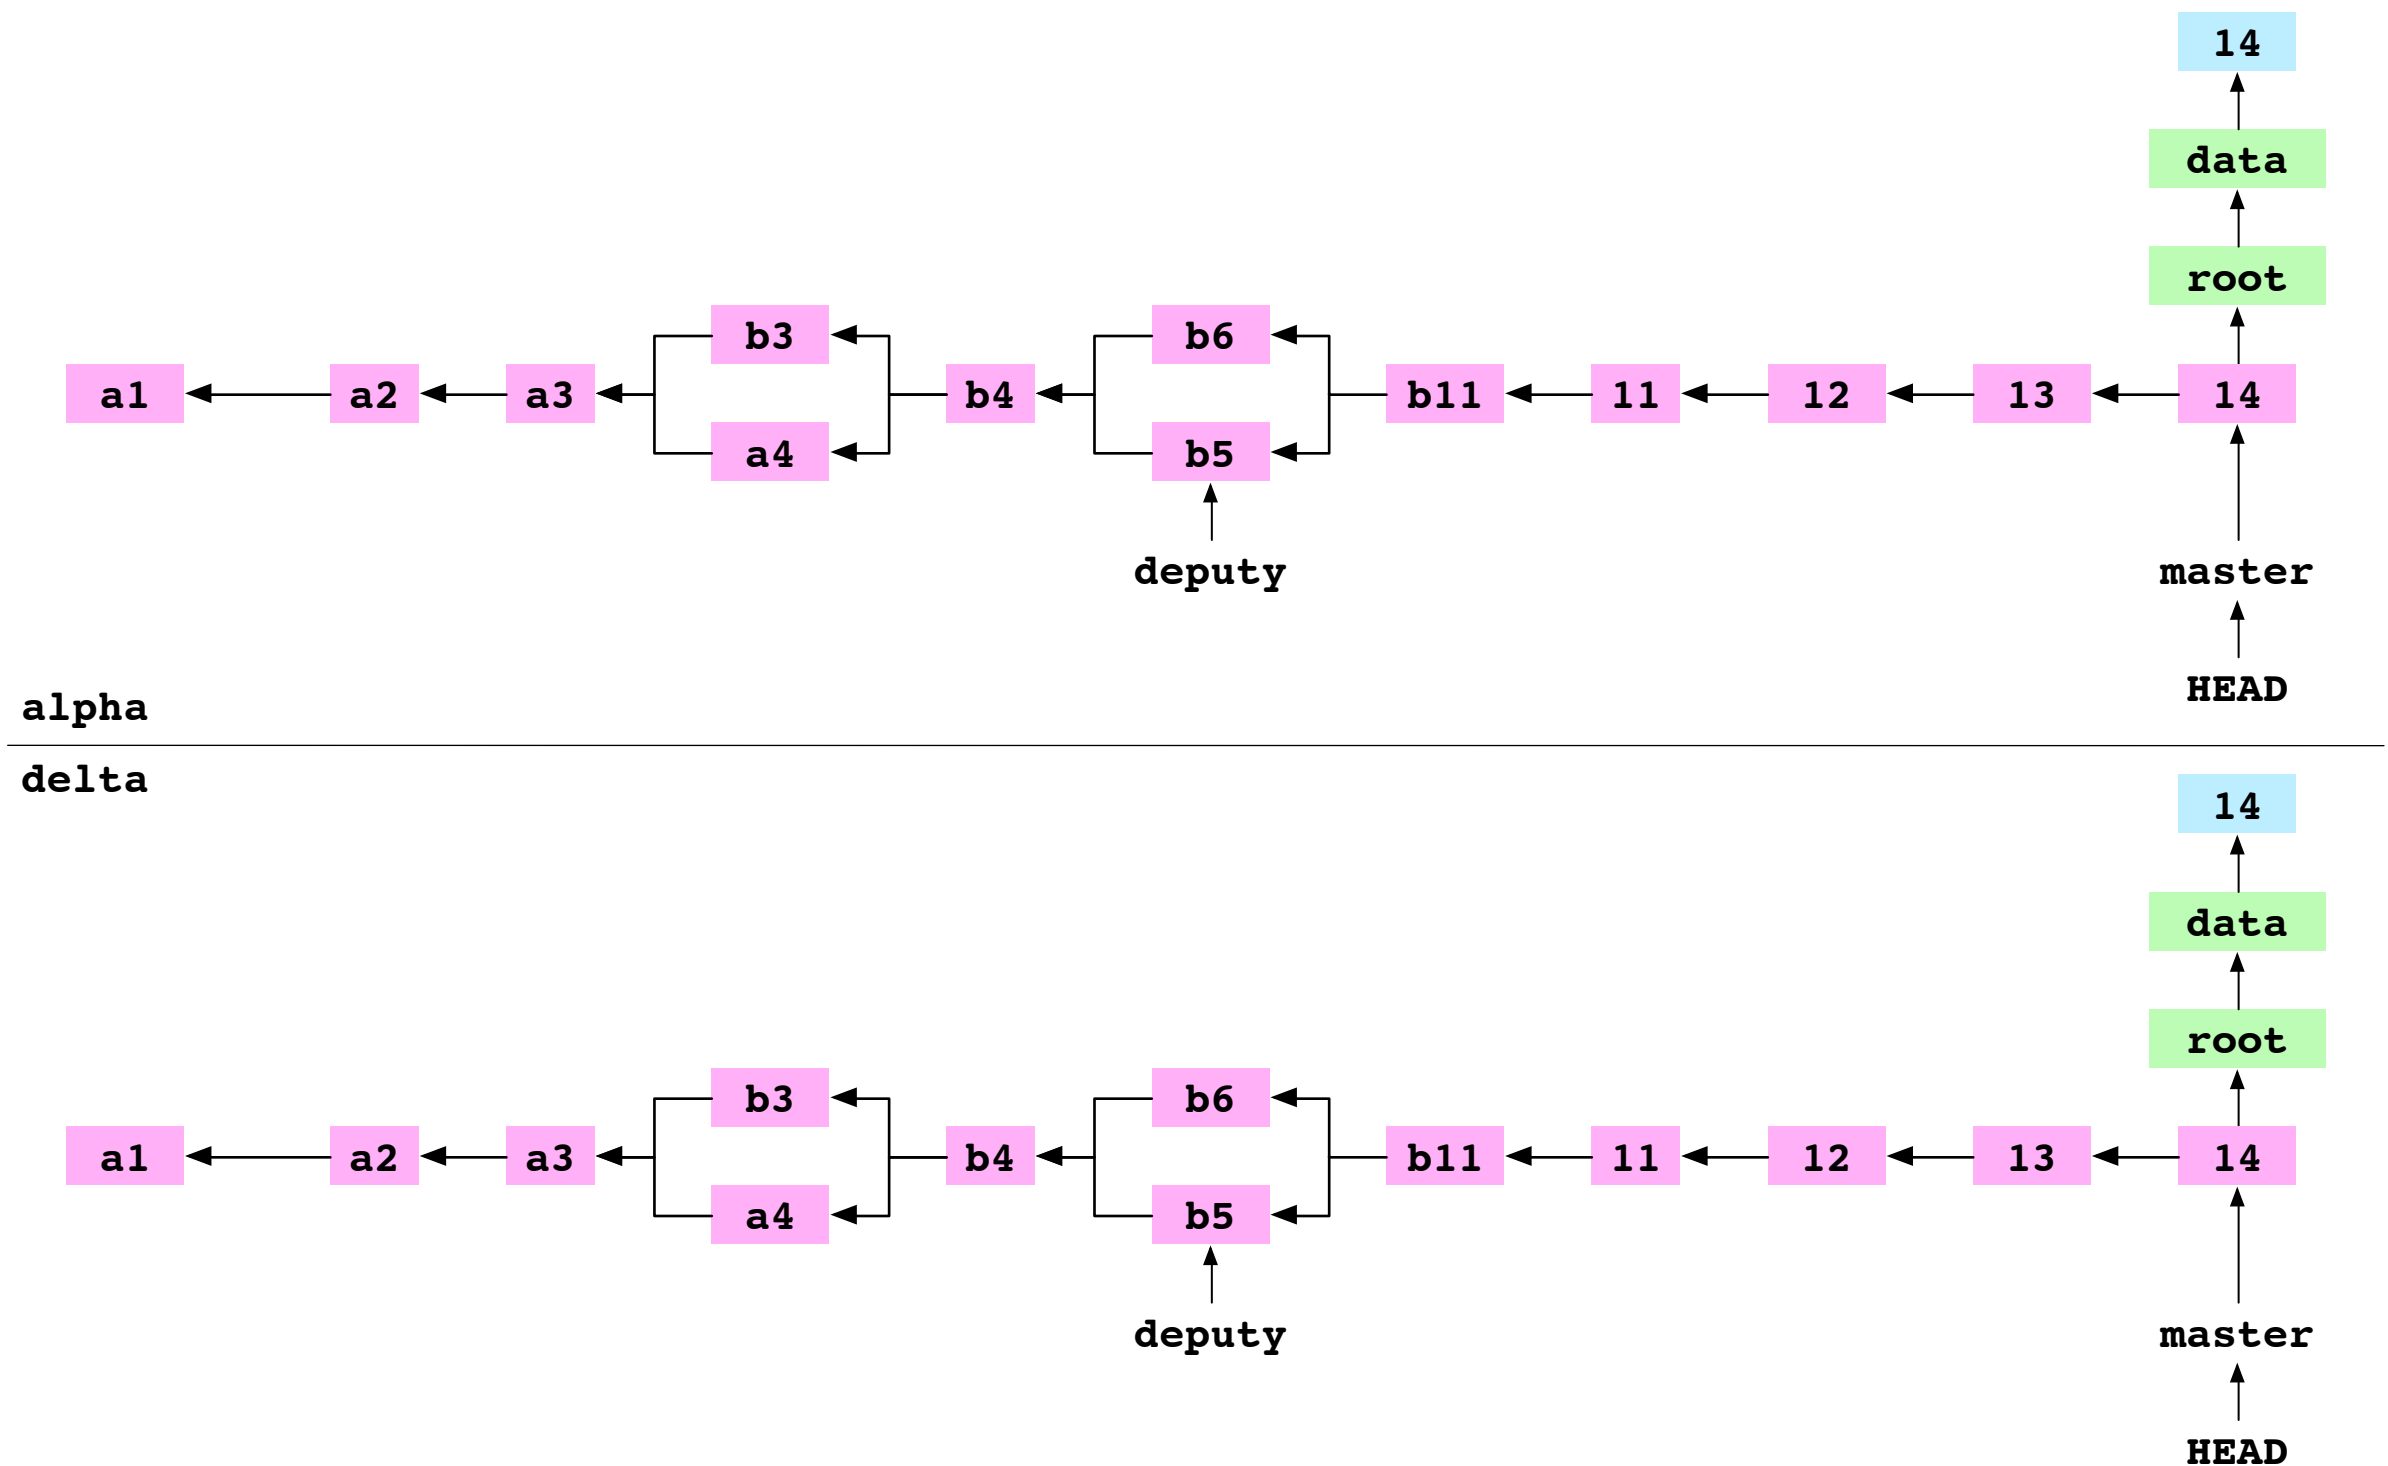 14
data
root
b3 b6
a1 a2 a3 b4 b11 11 12 13 14
a4 b5
deputy master
HEAD
alpha
delta
14
data
root
b3 b6
a1 a2 a3 b4 b11 11 12 13 14
a4 b5
deputy master
HEAD